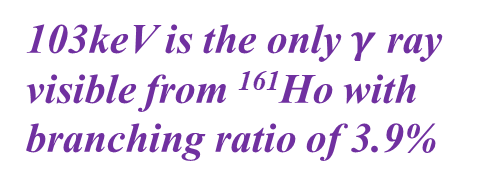 103keV is the only γ ray
visible from ¹⁶¹Ho with
branching ratio of 3.9%